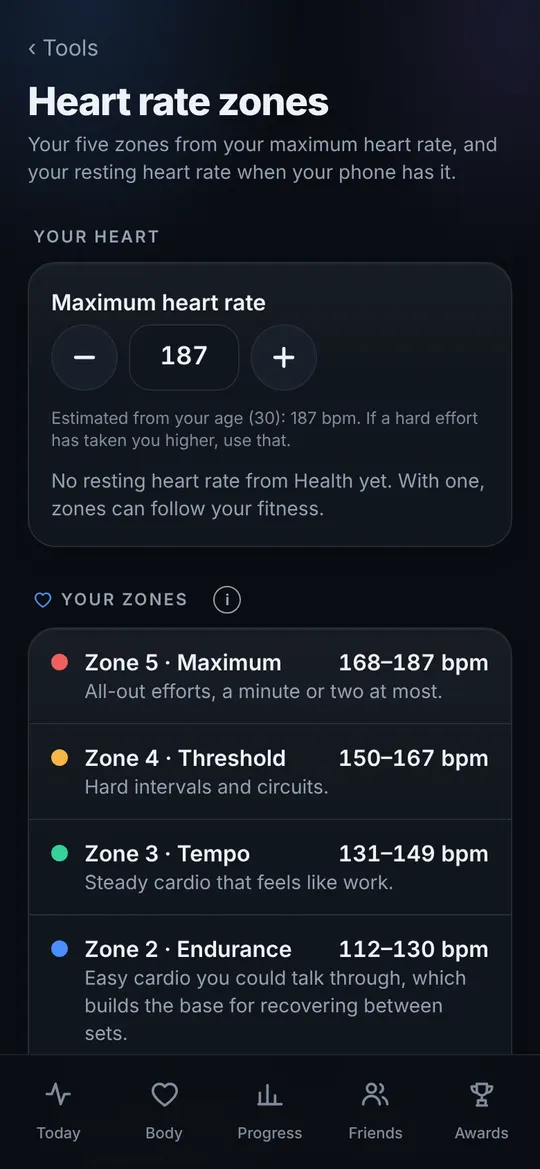 ‹ Tools
Heart rate zones
Your five zones from your maximum heart rate, and
your resting heart rate when your phone has it.
YOUR HEART
Maximum heart rate
− 187 +
Estimated from your age (30): 187 bpm. If a hard effort
has taken you higher, use that.
No resting heart rate from Health yet. With one,
zones can follow your fitness.
YOUR ZONES i
Zone 5 · Maximum 168–187 bpm
All-out efforts, a minute or two at most.
Zone 4 · Threshold 150–167 bpm
Hard intervals and circuits.
Zone 3 · Tempo 131–149 bpm
Steady cardio that feels like work.
Zone 2 · Endurance 112–130 bpm
Easy cardio you could talk through, which
builds the base for recovering between
sets.
Today Body Progress Friends Awards